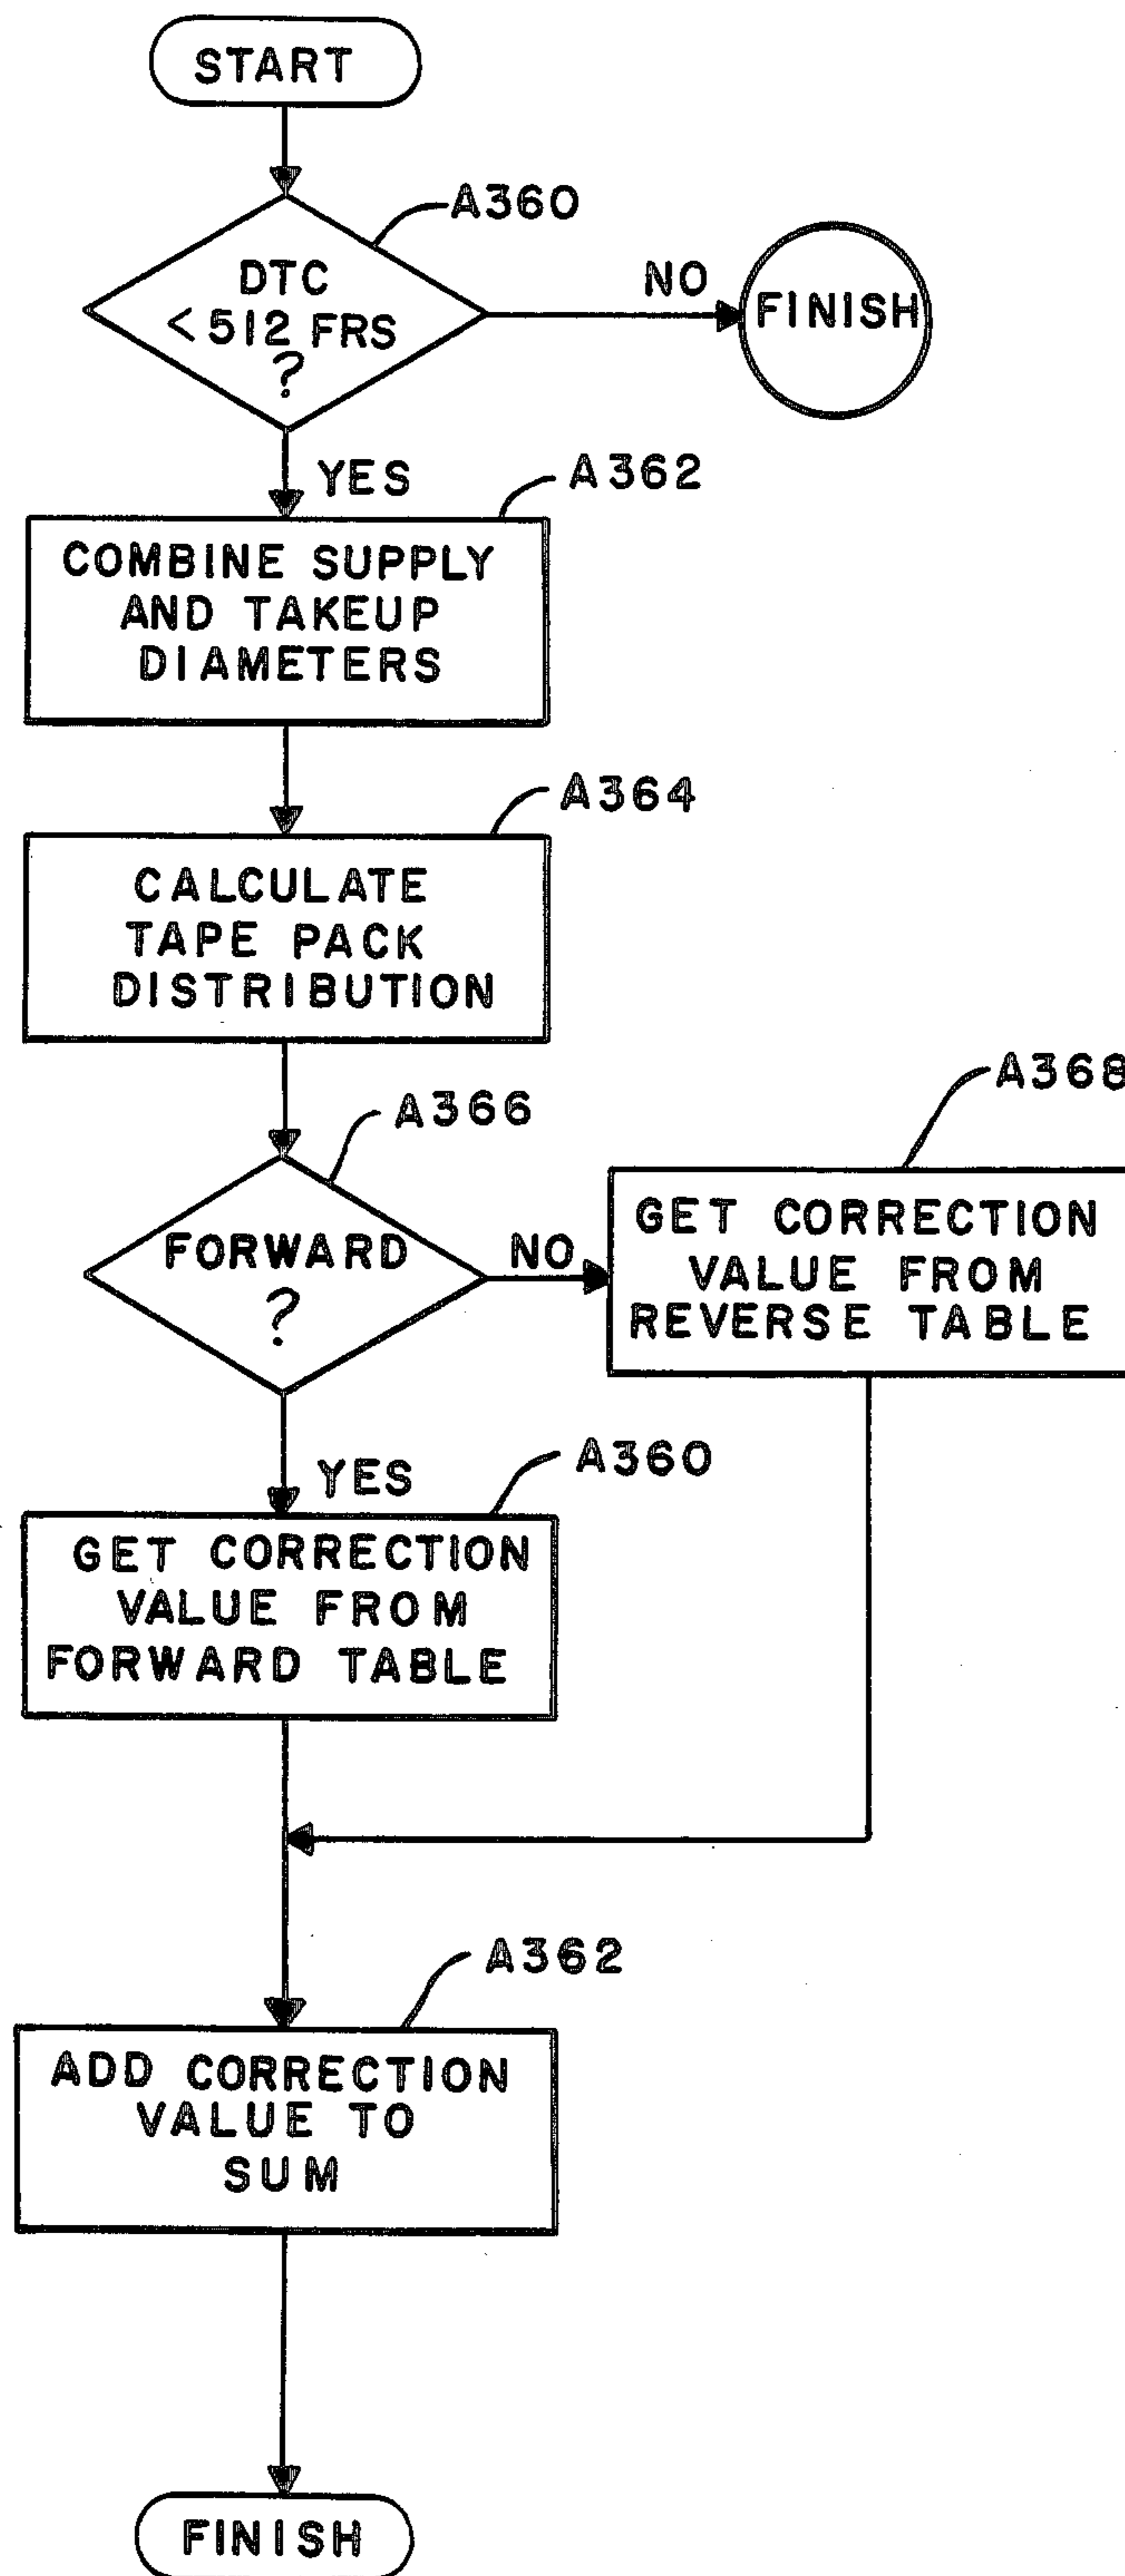 START
A360
DTC
< 512 FRS
?
NO
FINISH
YES
A362
COMBINE SUPPLY
AND TAKEUP
DIAMETERS
A364
CALCULATE
TAPE PACK
DISTRIBUTION
A366
FORWARD
?
NO
A368
GET CORRECTION
VALUE FROM
REVERSE TABLE
YES
A360
GET CORRECTION
VALUE FROM
FORWARD TABLE
A362
ADD CORRECTION
VALUE TO
SUM
FINISH